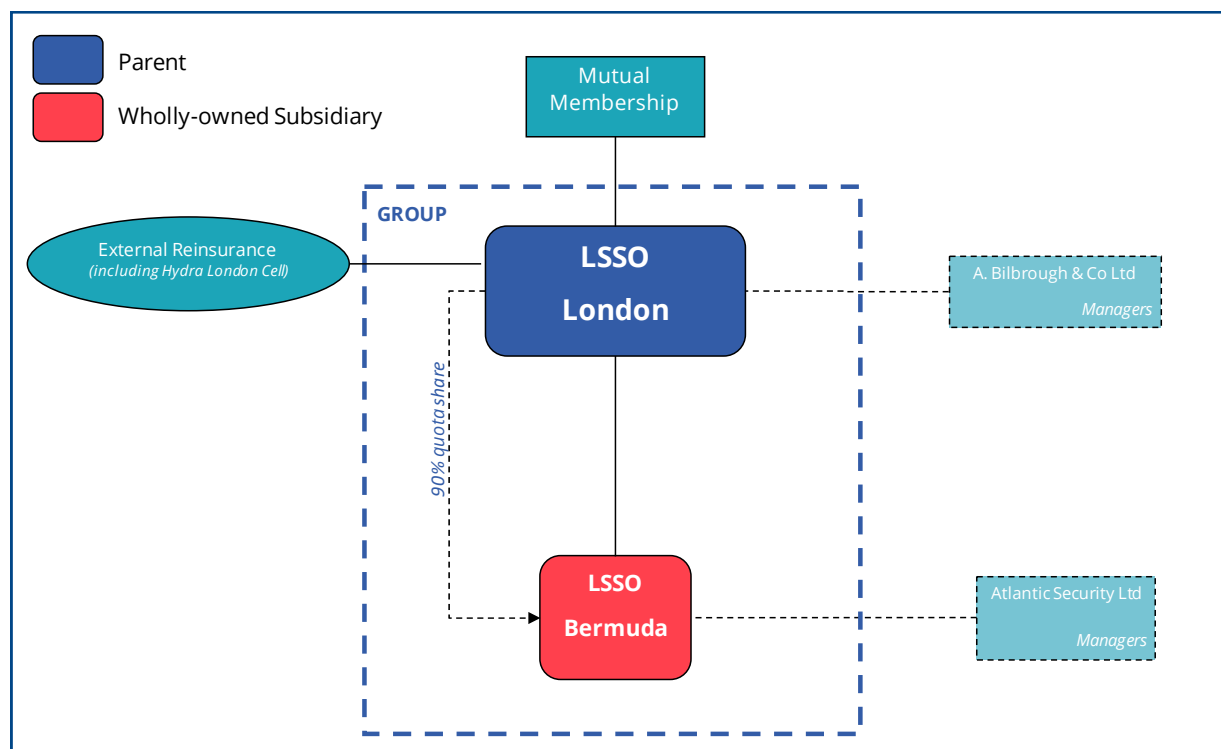 Parent
Wholly-owned Subsidiary
Mutual
Membership
GROUP
External Reinsurance
(including Hydra London Cell)
LSSO
London
A. Bilbrough & Co Ltd
Managers
90% quota share
LSSO
Bermuda
Atlantic Security Ltd
Managers